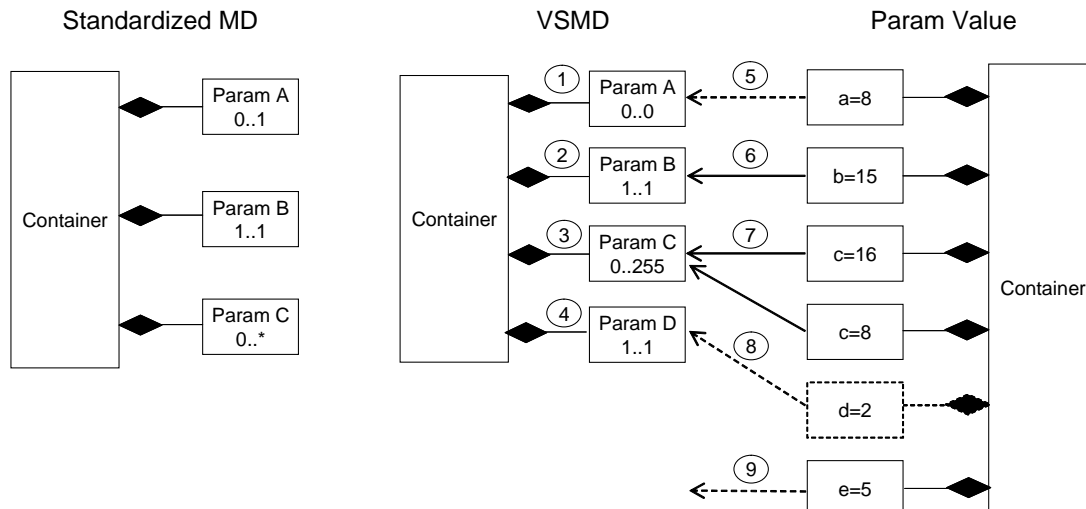 Standardized MD
VSMD
Param Value
Container
Param A
0..1
Param B
1..1
Param C
0..*
Container
1
Param A
0..0
2
Param B
1..1
3
Param C
0..255
4
Param D
1..1
5
6
7
8
9
a=8
b=15
c=16
c=8
d=2
e=5
Container